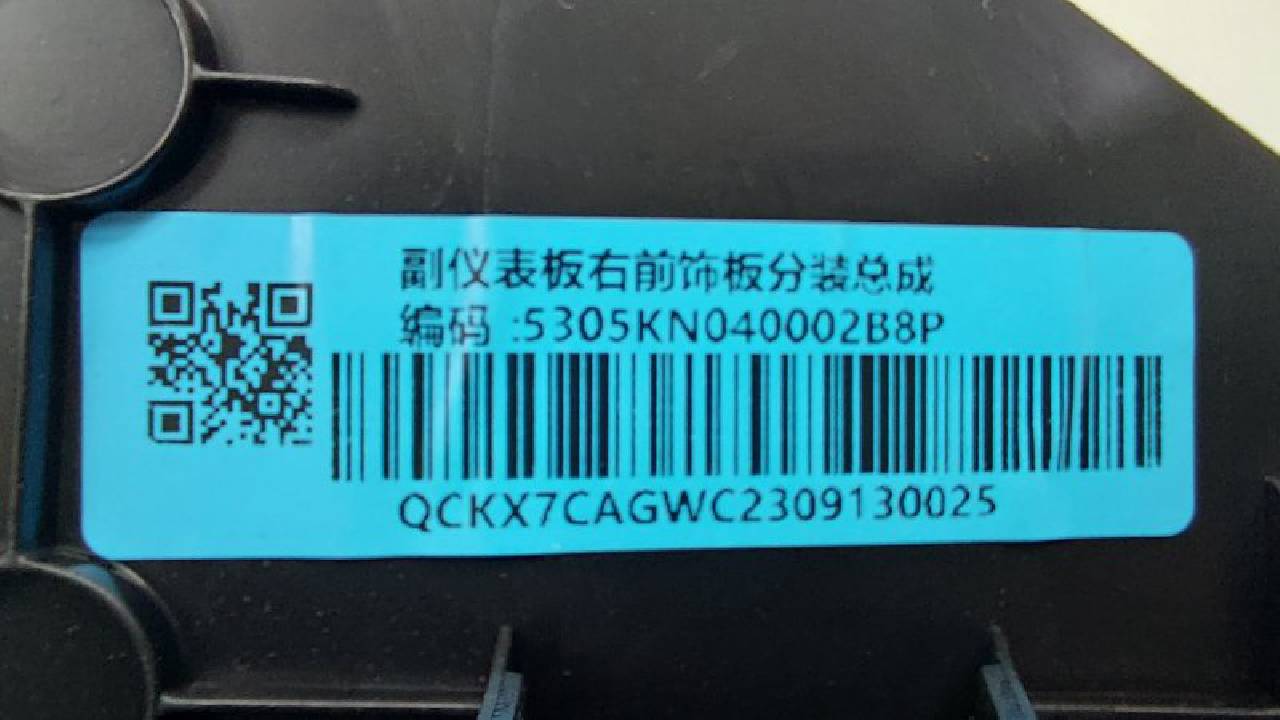 副仪表板右前饰板分装总成
编码 :5305KN040002B8P
QCKX7CAGWC2309130025